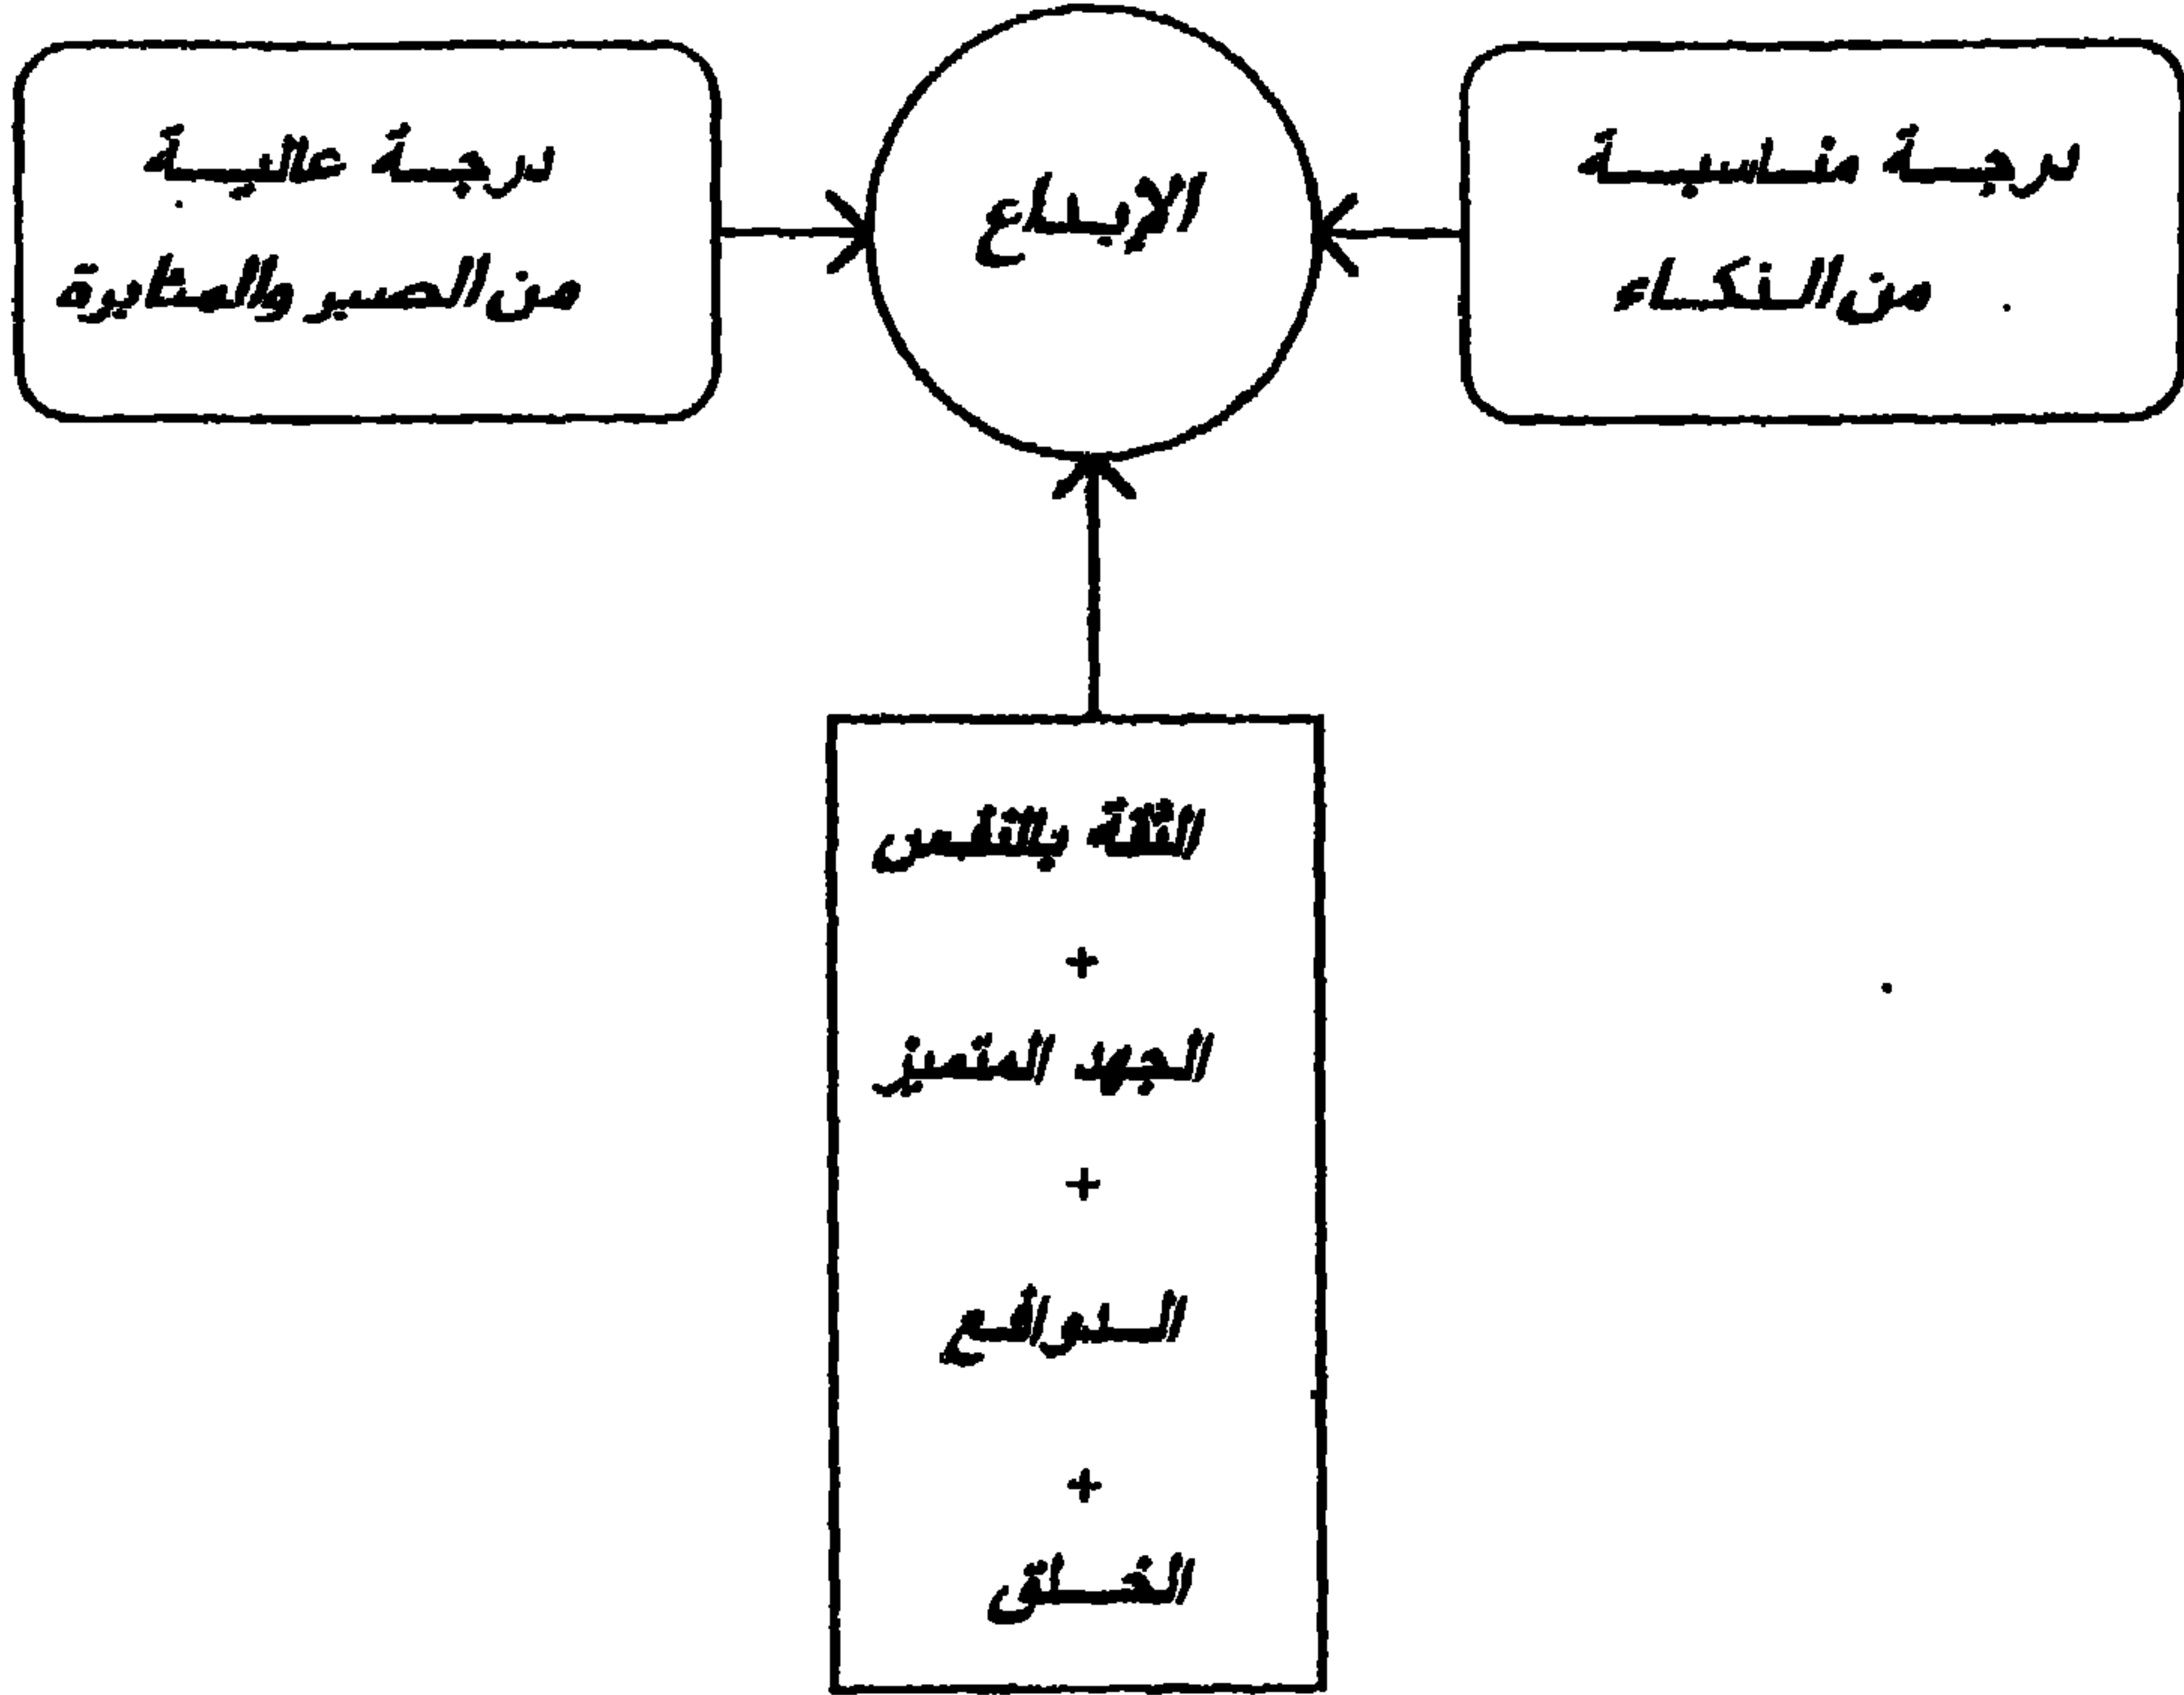 درجة مناسبة
من الذكاء
الإبداع
درجة عالية
من الصبر والمثابرة
الثقة بالنفس
+
الجهد المتميز
+
الدوافع
+
الخلق